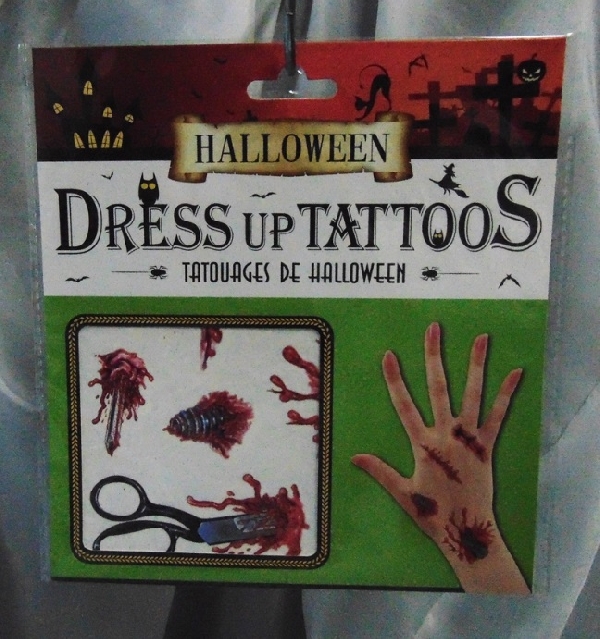 HALLOWEEN
DRESS UP TATTOOS
TATOUAGES DE HALLOWEEN